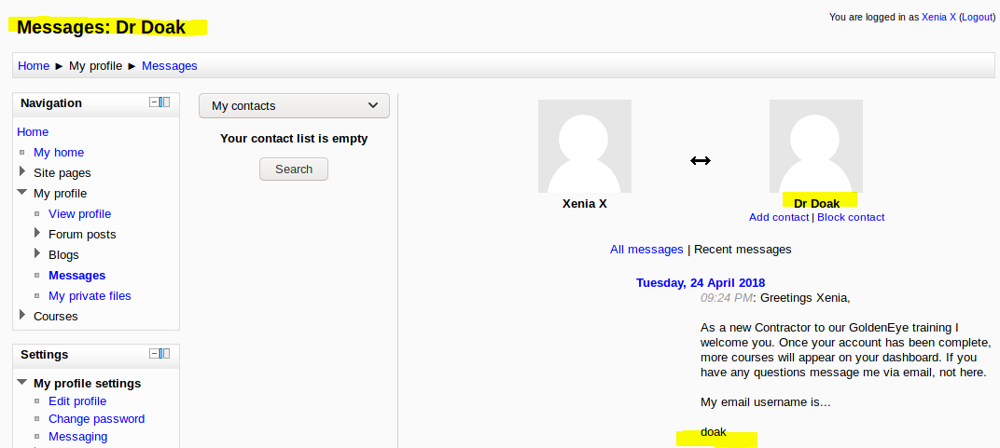 Messages: Dr Doak
You are logged in as Xenia X (Logout)
Home ► My profile ► Messages
Navigation
Home
My home
Site pages
My profile
View profile
Forum posts
Blogs
Messages
My private files
Courses
Settings
My profile settings
Edit profile
Change password
Messaging
My contacts
Your contact list is empty
Search
Xenia X
Dr Doak
Add contact | Block contact
All messages | Recent messages
Tuesday, 24 April 2018
09:24 PM: Greetings Xenia,
As a new Contractor to our GoldenEye training I
welcome you. Once your account has been complete,
more courses will appear on your dashboard. If you
have any questions message me via email, not here.
My email username is...
doak